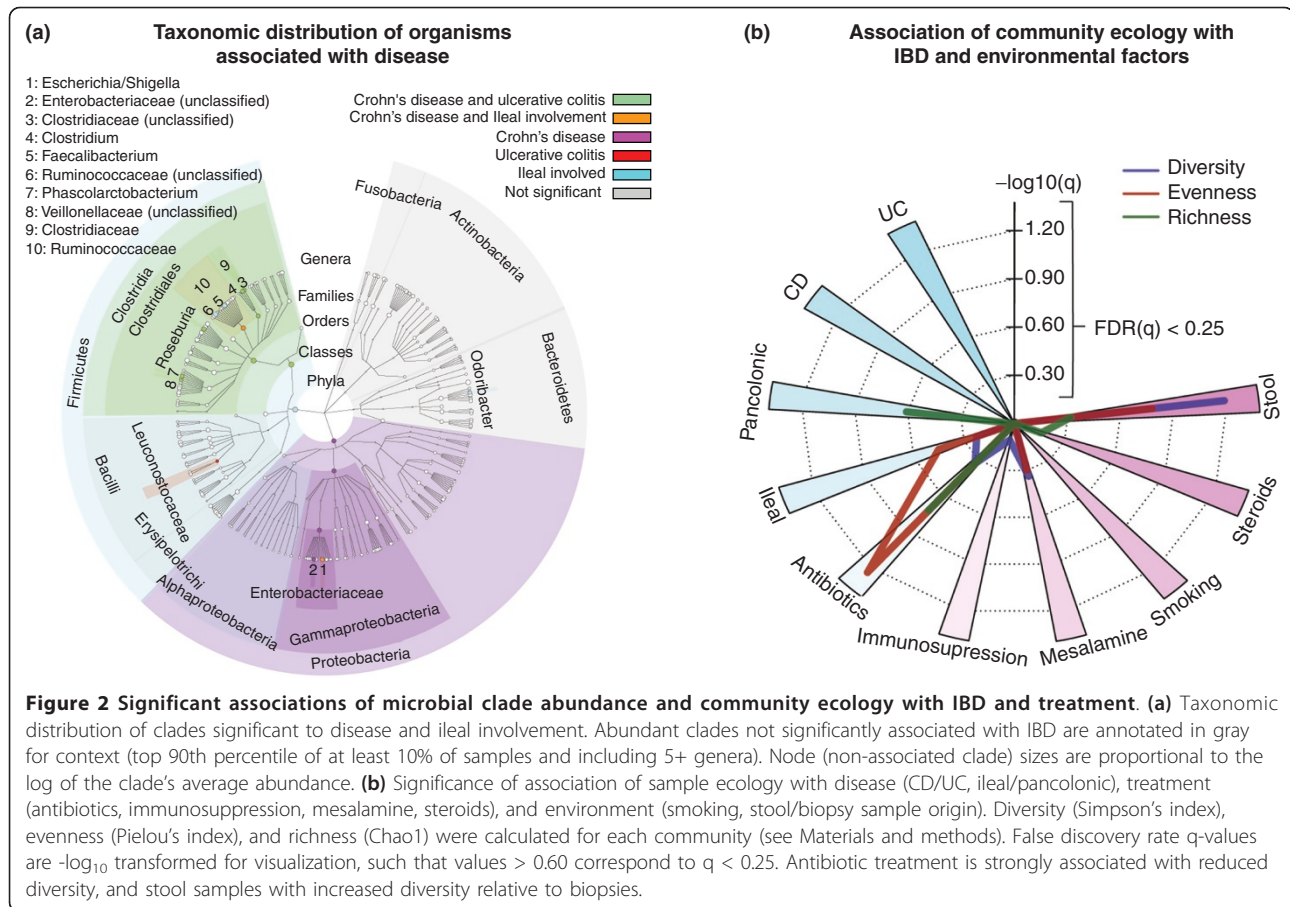 (a)
Taxonomic distribution of organisms
associated with disease
1: Escherichia/Shigella
2: Enterobacteriaceae (unclassified)
3: Clostridiaceae (unclassified)
4: Clostridium
5: Faecalibacterium
6: Ruminococcaceae (unclassified)
7: Phascolarctobacterium
8: Veillonellaceae (unclassified)
9: Clostridiaceae
10: Ruminococcaceae
Crohn's disease and ulcerative colitis
Crohn's disease and Ileal involvement
Crohn's disease
Ulcerative colitis
Ileal involved
Not significant
Fusobacteria
Actinobacteria
Bacteroidetes
Odoribacter
Genera
Families
Orders
Classes
Phyla
Firmicutes
Clostridia
Clostridiales
Roseburia
10
9
8 7
6 5 4 3
Bacilli
Leuconostocaceae
Erysipelotrichi
Alphaproteobacteria
2 1
Enterobacteriaceae
Gammaproteobacteria
Proteobacteria
(b)
Association of community ecology with
IBD and environmental factors
Diversity
Evenness
Richness
−log10(q)
1.20
0.90
0.60
0.30
FDR(q) < 0.25
UC
CD
Pancolonic
Ileal
Antibiotics
Immunosupression
Mesalamine
Smoking
Steroids
Stool
Figure 2 Significant associations of microbial clade abundance and community ecology with IBD and treatment. (a) Taxonomic
distribution of clades significant to disease and ileal involvement. Abundant clades not significantly associated with IBD are annotated in gray
for context (top 90th percentile of at least 10% of samples and including 5+ genera). Node (non-associated clade) sizes are proportional to the
log of the clade's average abundance. (b) Significance of association of sample ecology with disease (CD/UC, ileal/pancolonic), treatment
(antibiotics, immunosuppression, mesalamine, steroids), and environment (smoking, stool/biopsy sample origin). Diversity (Simpson's index),
evenness (Pielou's index), and richness (Chao1) were calculated for each community (see Materials and methods). False discovery rate q-values
are -log10 transformed for visualization, such that values > 0.60 correspond to q < 0.25. Antibiotic treatment is strongly associated with reduced
diversity, and stool samples with increased diversity relative to biopsies.